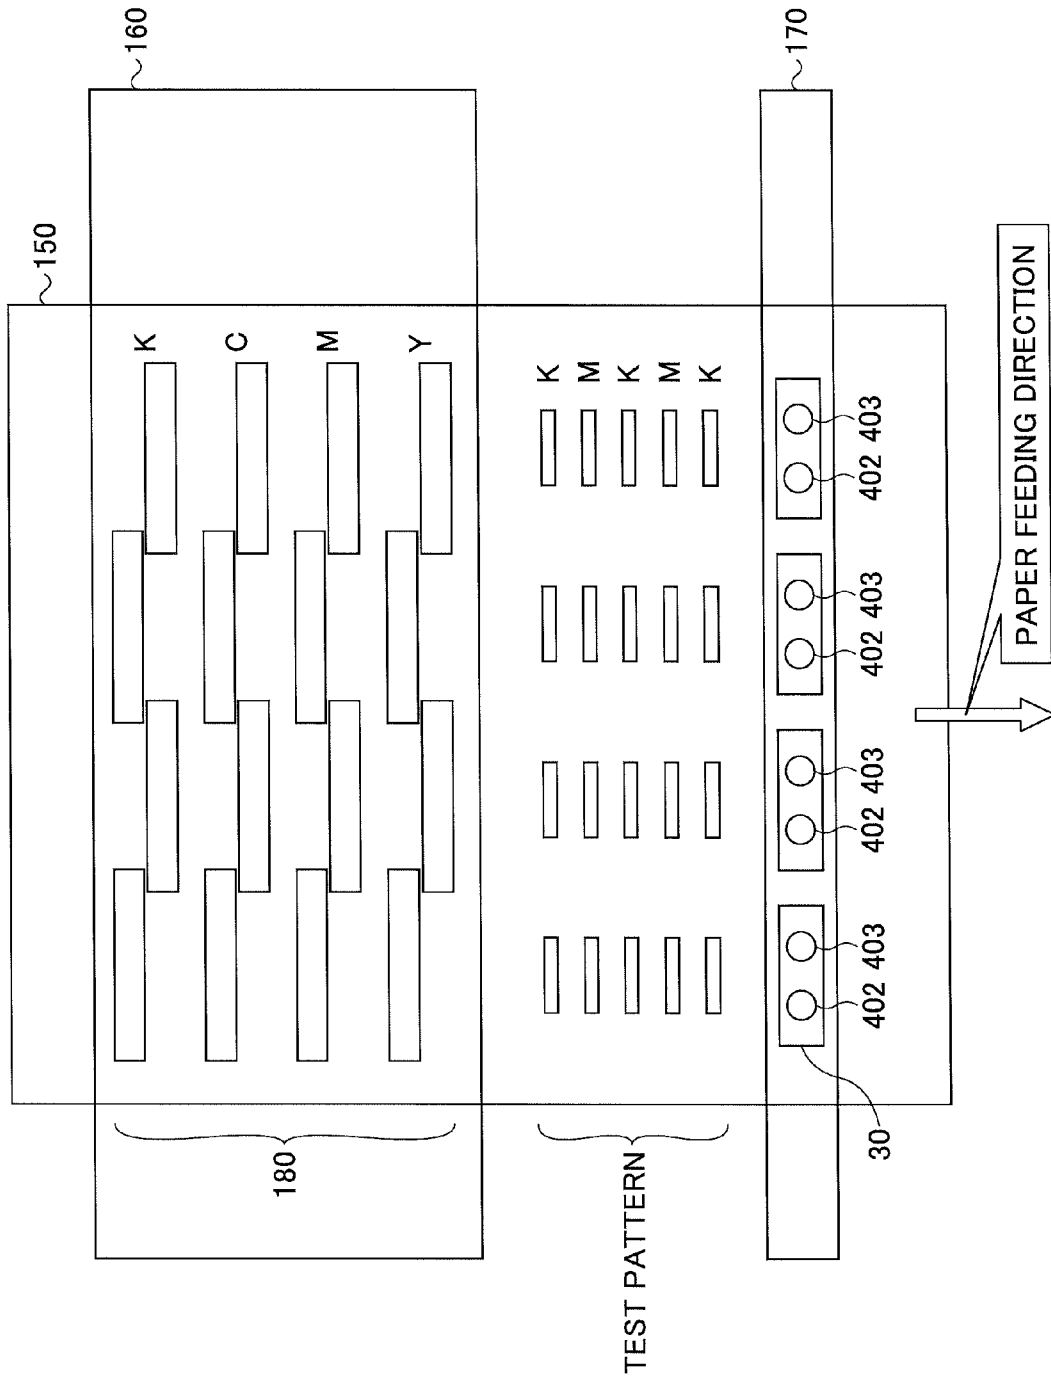 150
160
K
C
M
Y
180
K
M
K
M
K
TEST PATTERN
170
402 403
402 403
402 403
402 403
30
PAPER FEEDING DIRECTION